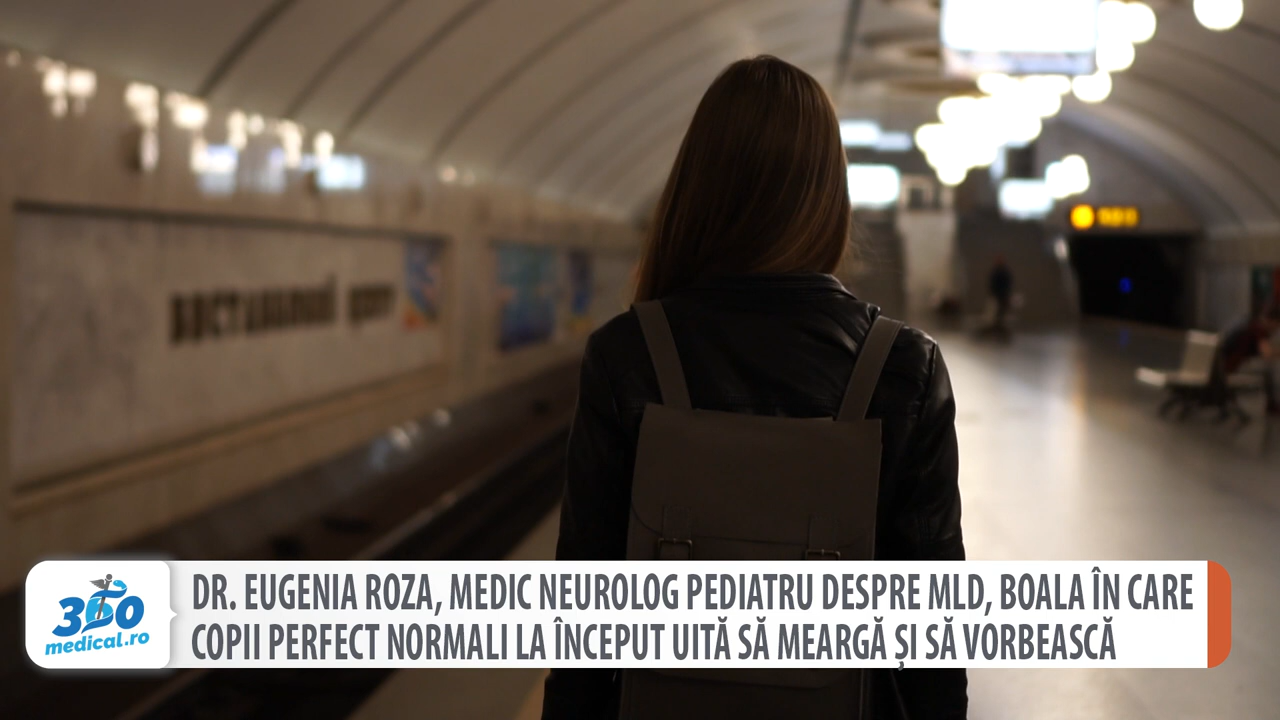 360
medical.ro
DR. EUGENIA ROZA, MEDIC NEUROLOG PEDIATRU DESPRE MLD, BOALA ÎN CARE
COPII PERFECT NORMALI LA ÎNCEPUT UITĂ SĂ MEARGĂ ȘI SĂ VORBEASCĂ